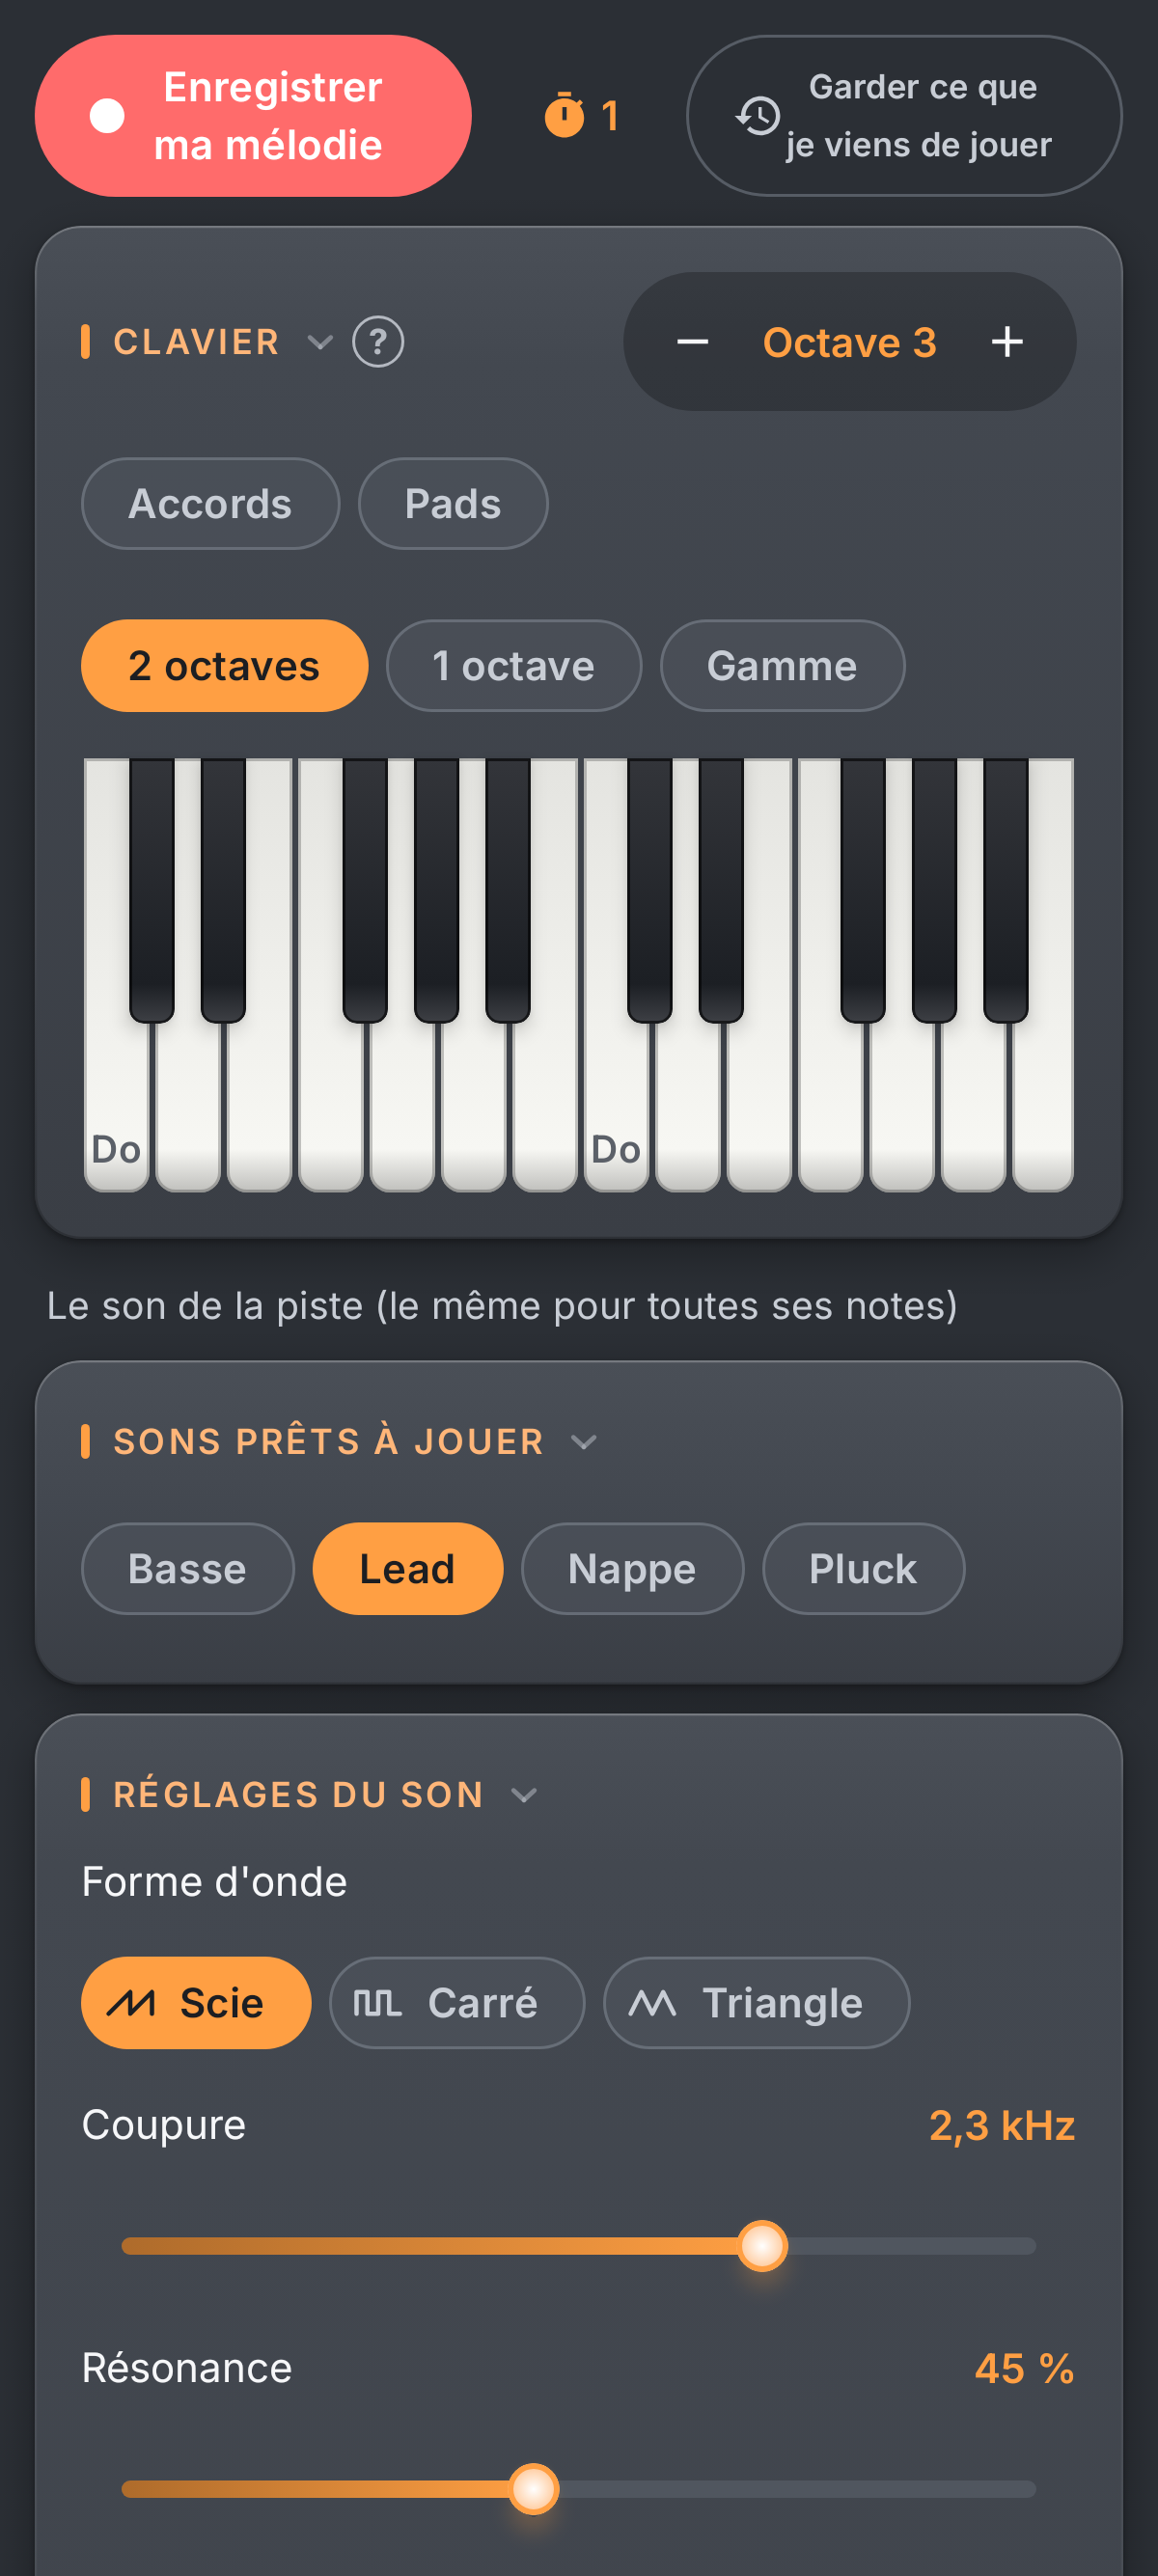 Enregistrer
ma mélodie
1
Garder ce que
je viens de jouer
CLAVIER ?
Octave 3
Accords Pads
2 octaves 1 octave Gamme
Do Do
Le son de la piste (le même pour toutes ses notes)
SONS PRÊTS À JOUER
Basse Lead Nappe Pluck
RÉGLAGES DU SON
Forme d'onde
Scie Carré Triangle
Coupure 2,3 kHz
Résonance 45 %